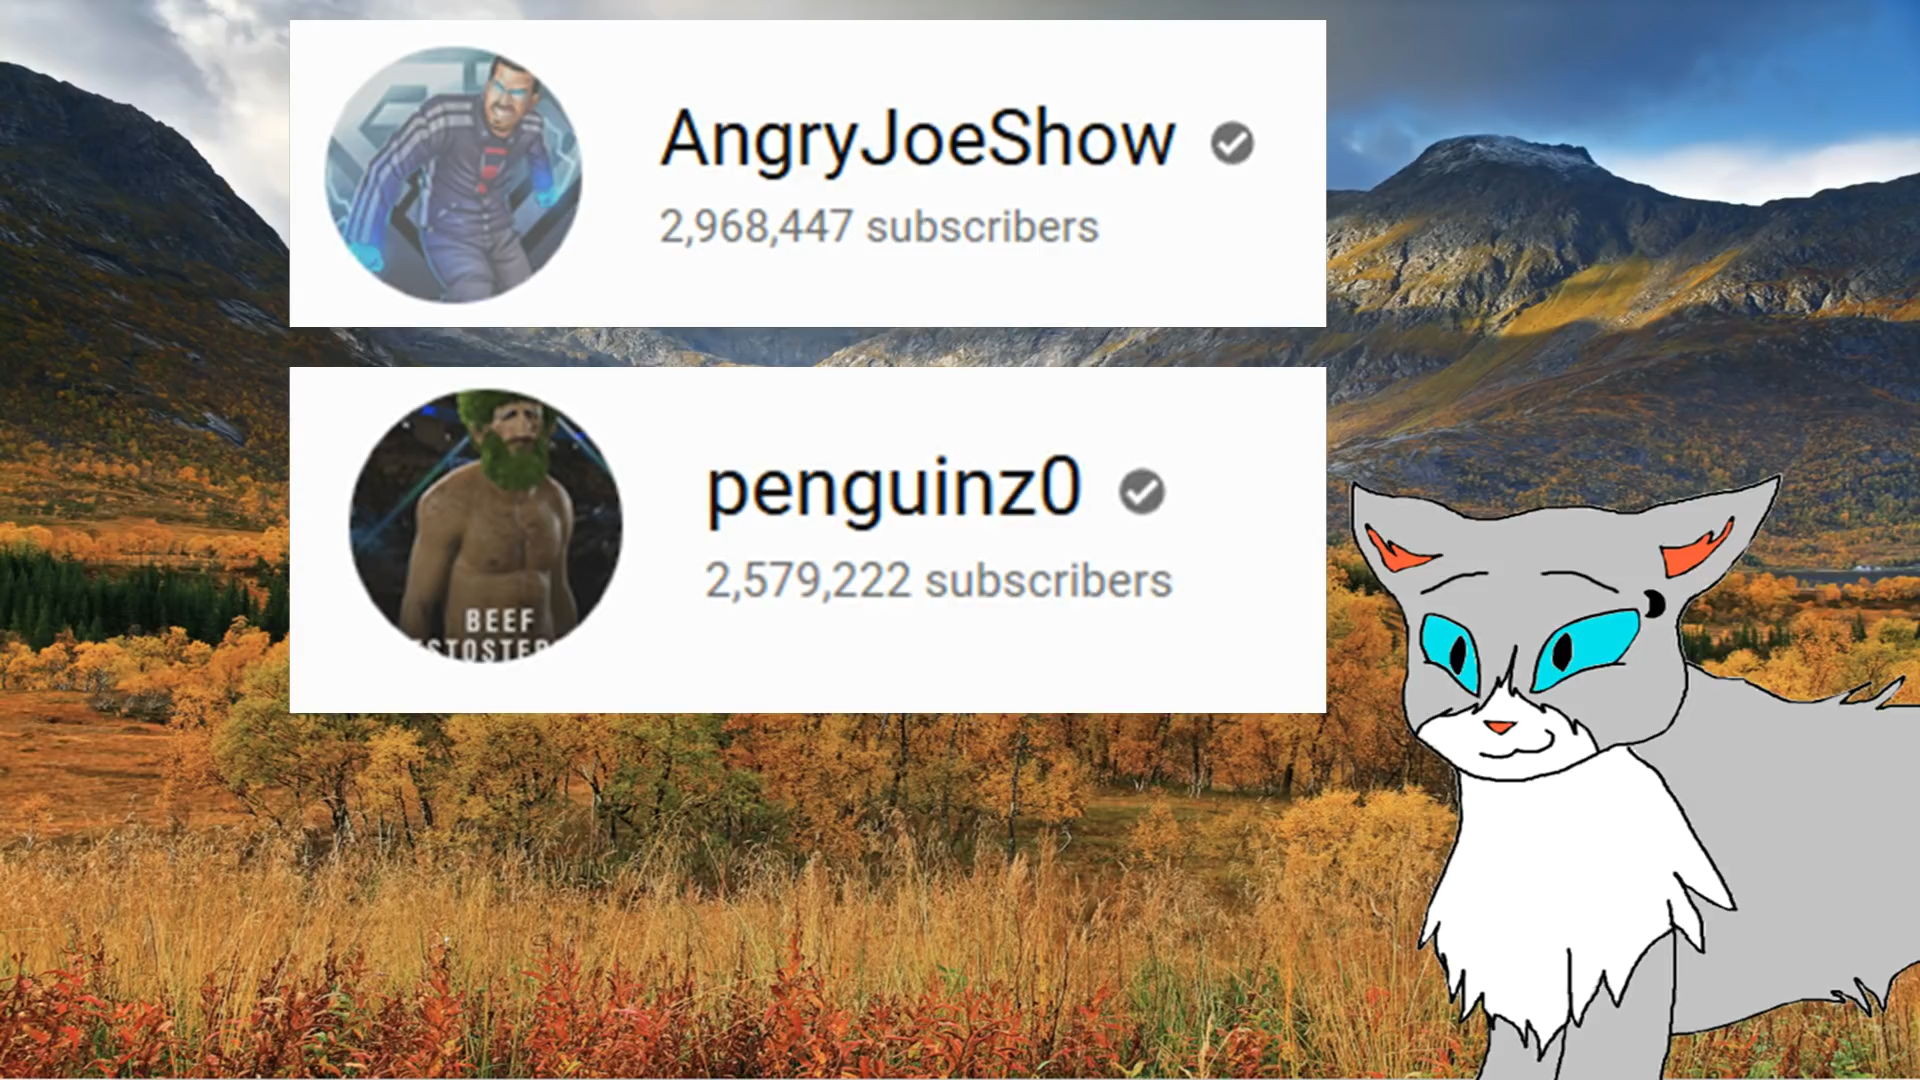 AngryJoeShow
2,968,447 subscribers
penguinz0
2,579,222 subscribers
BEEF